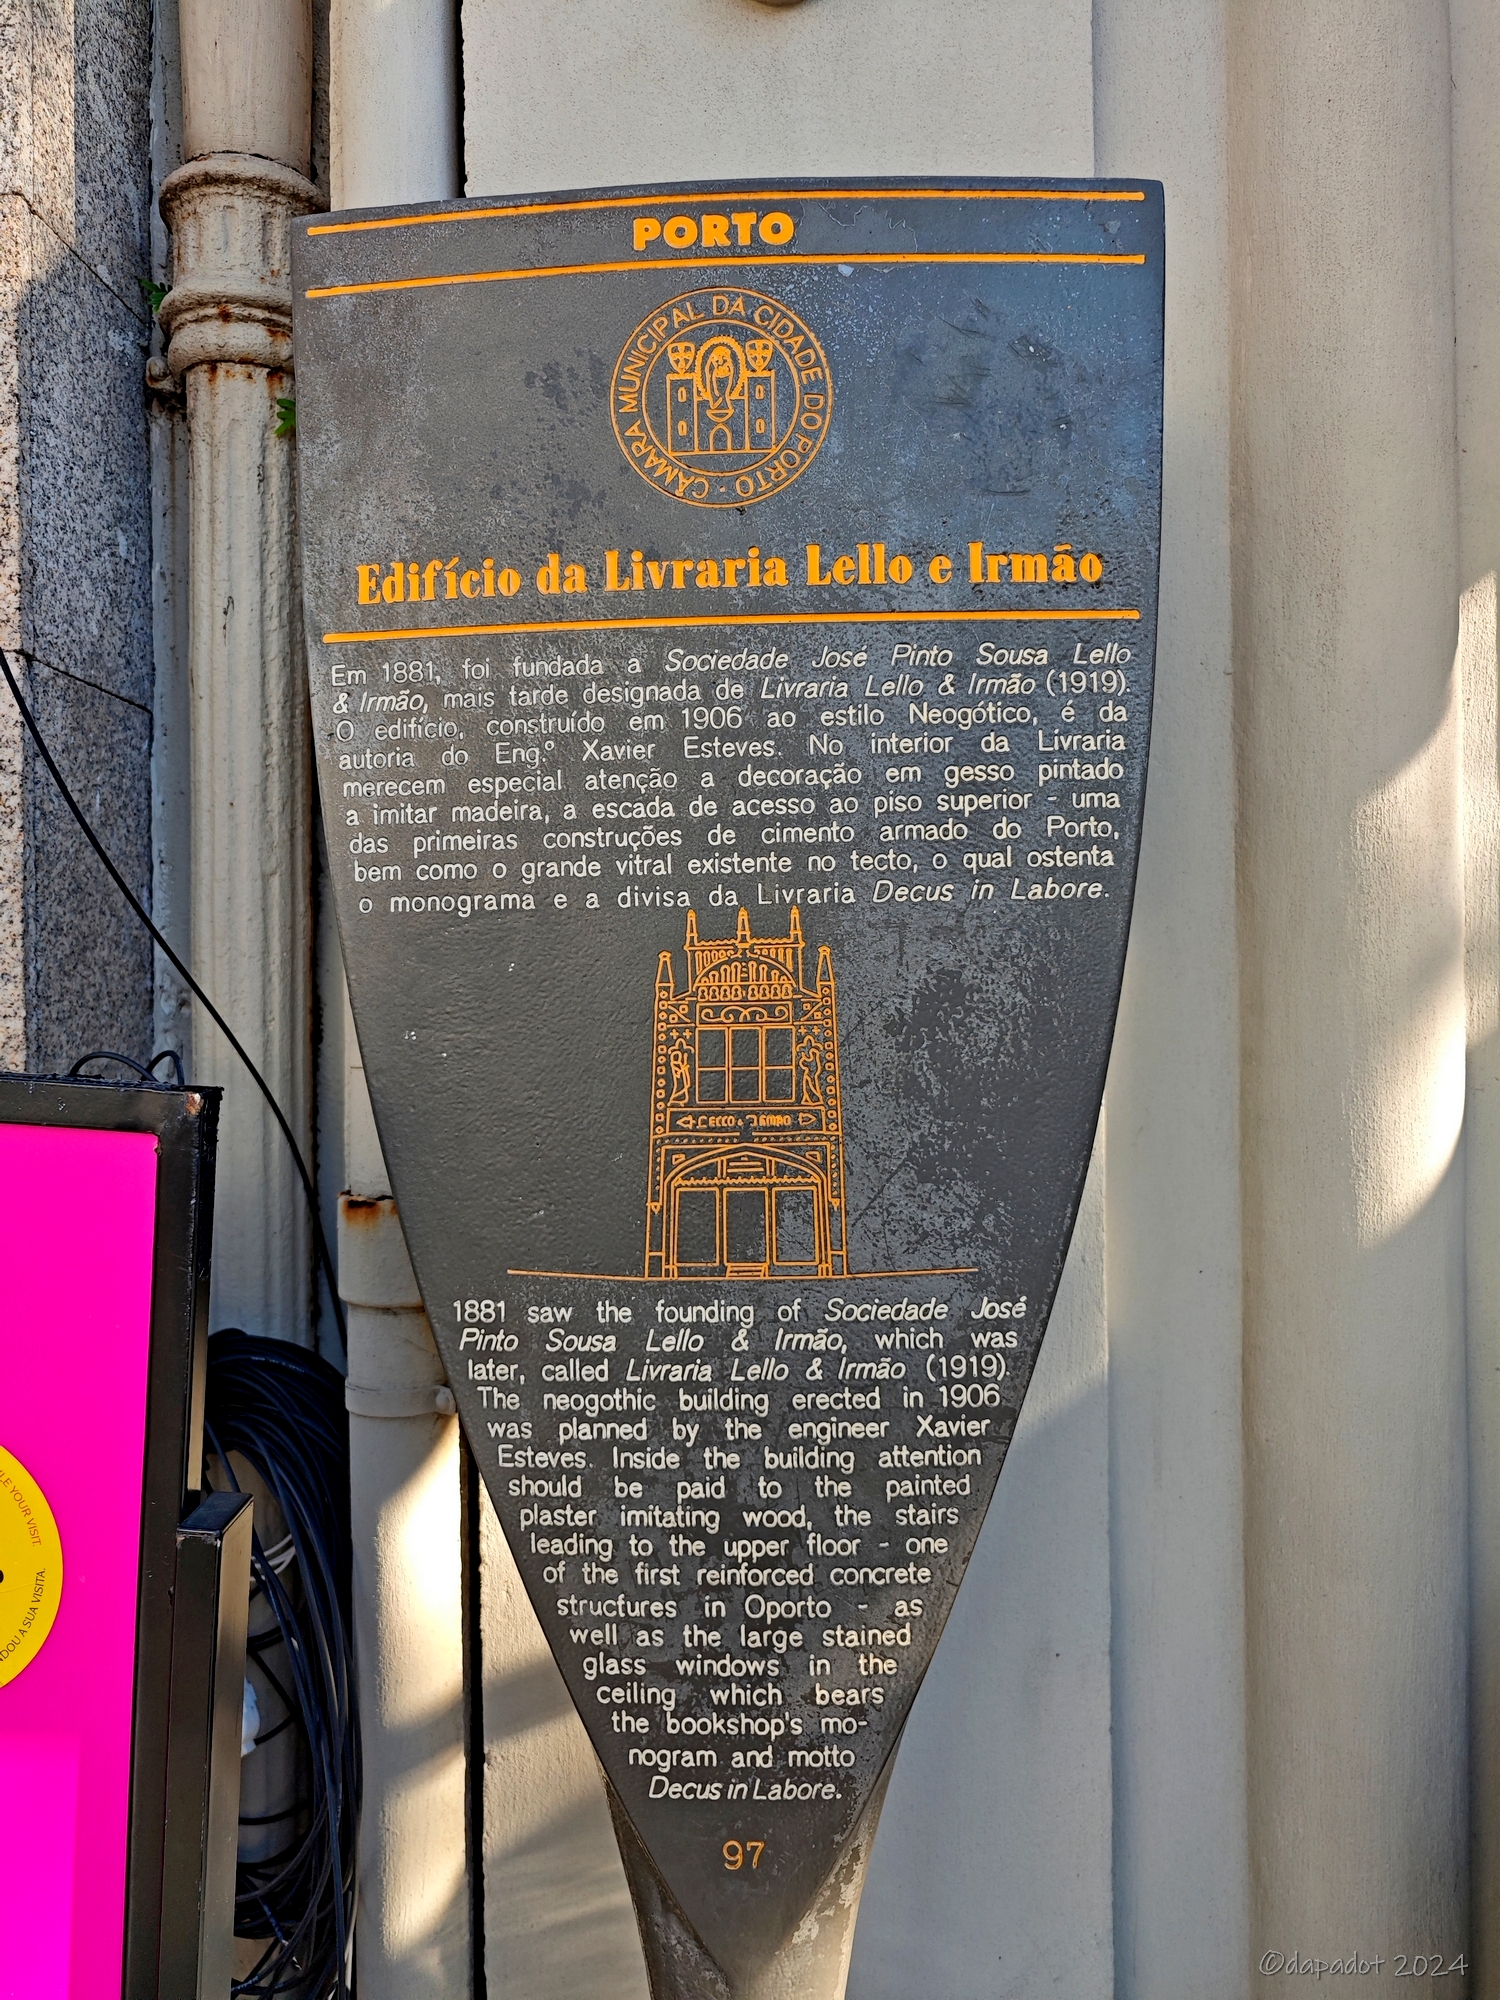 PORTO
CÂMARA MUNICIPAL DA CIDADE DO PORTO ·
Edifício da Livraria Lello e Irmão
Em 1881, foi fundada a Sociedade José Pinto Sousa Lello
& Irmão, mais tarde designada de Livraria Lello & Irmão (1919).
O edifício, construído em 1906 ao estilo Neogótico, é da
autoria do Eng.º Xavier Esteves. No interior da Livraria
merecem especial atenção a decoração em gesso pintado
a imitar madeira, a escada de acesso ao piso superior - uma
das primeiras construções de cimento armado do Porto,
bem como o grande vitral existente no tecto, o qual ostenta
o monograma e a divisa da Livraria Decus in Labore.
LELLO & IRMÃO
1881 saw the founding of Sociedade José
Pinto Sousa Lello & Irmão, which was
later, called Livraria Lello & Irmão (1919).
The neogothic building erected in 1906
was planned by the engineer Xavier
Esteves. Inside the building attention
should be paid to the painted
plaster imitating wood, the stairs
leading to the upper floor - one
of the first reinforced concrete
strucfures in Oporto - as
well as the large stained
glass windows in the
ceiling which bears
the bookshop's mo-
nogram and motto
Decus in Labore.
97
YOUR VISIT.
A SUA VISITA.
©dapadot 2024